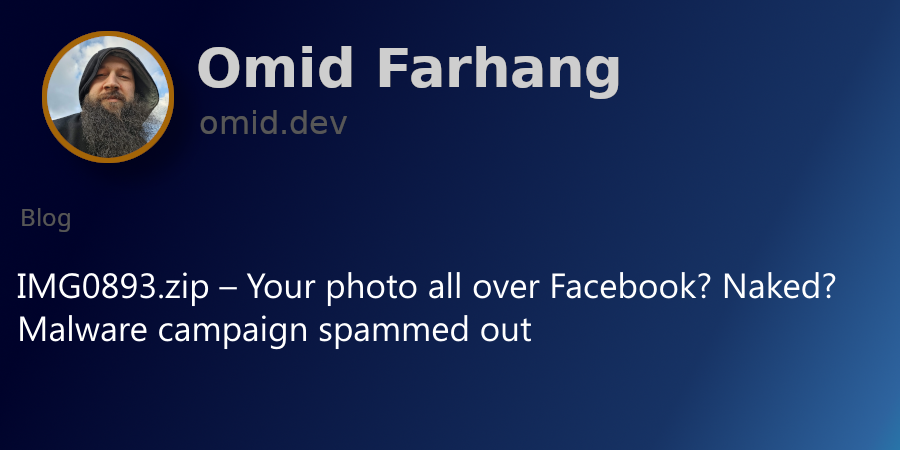 Omid Farhang
omid.dev
Blog
IMG0893.zip – Your photo all over Facebook? Naked?
Malware campaign spammed out